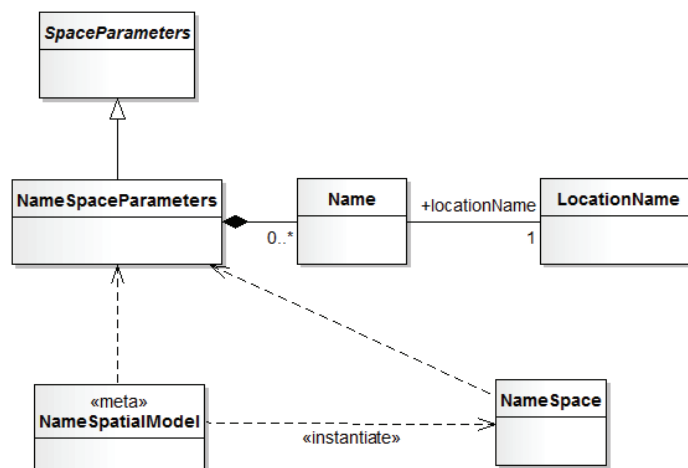 SpaceParameters
NameSpaceParameters
Name
LocationName
+locationName
0..*
1
«meta»
NameSpatialModel
NameSpace
«instantiate»